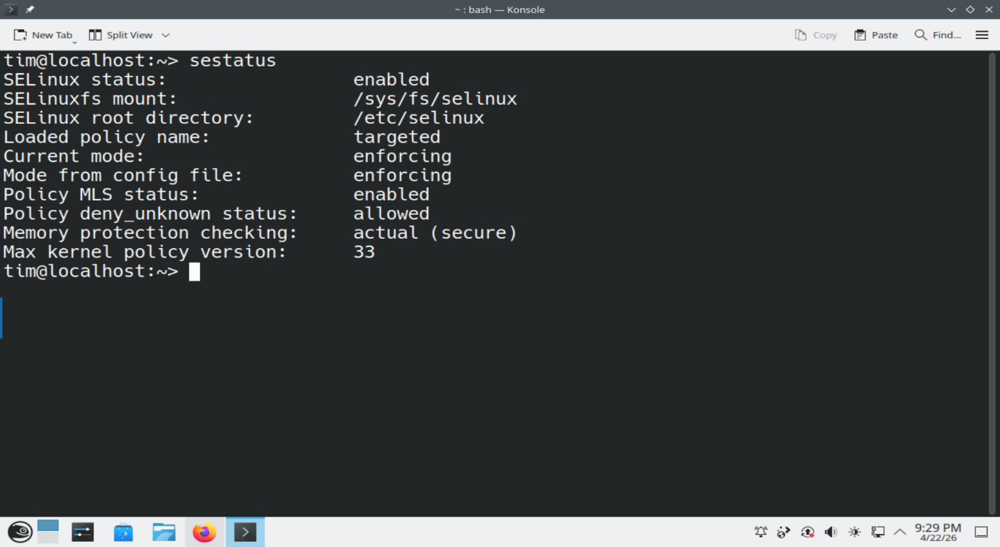 ~ : bash — Konsole
New Tab Split View Copy Paste Find...
tim@localhost:~> sestatus
SELinux status: enabled
SELinuxfs mount: /sys/fs/selinux
SELinux root directory: /etc/selinux
Loaded policy name: targeted
Current mode: enforcing
Mode from config file: enforcing
Policy MLS status: enabled
Policy deny_unknown status: allowed
Memory protection checking: actual (secure)
Max kernel policy version: 33
tim@localhost:~>
9:29 PM
4/22/26